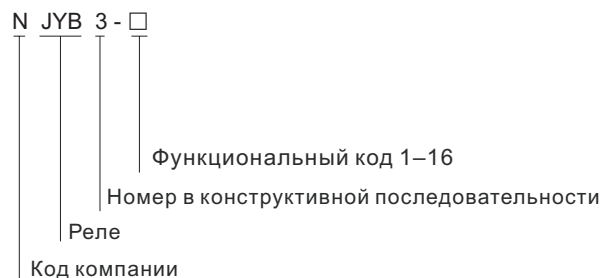 N JYB 3 - □
Функциональный код 1–16
Номер в конструктивной последовательности
Реле
Код компании